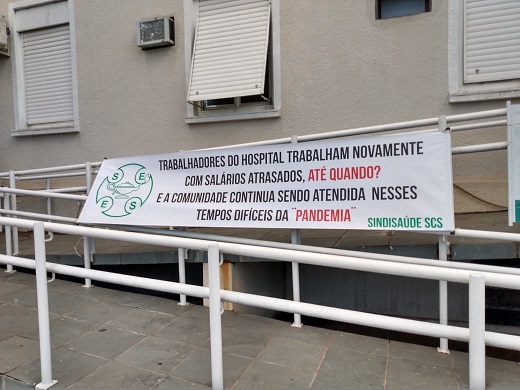 TRABALHADORES DO HOSPITAL TRABALHAM NOVAMENTE
COM SALÁRIOS ATRASADOS, ATÉ QUANDO?
E A COMUNIDADE CONTINUA SENDO ATENDIDA NESSES
TEMPOS DIFÍCEIS DA "PANDEMIA"
SINDISAÚDE SCS
S E
E S